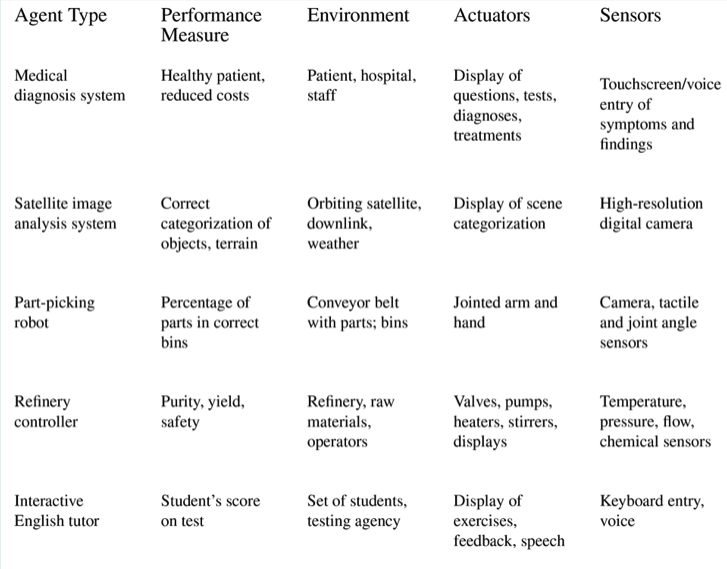 Agent Type
Performance
Measure
Environment
Actuators
Sensors
Medical
diagnosis system
Healthy patient,
reduced costs
Patient, hospital,
staff
Display of
questions, tests,
diagnoses,
treatments
Touchscreen/voice
entry of
symptoms and
findings
Satellite image
analysis system
Correct
categorization of
objects, terrain
Orbiting satellite,
downlink,
weather
Display of scene
categorization
High-resolution
digital camera
Part-picking
robot
Percentage of
parts in correct
bins
Conveyor belt
with parts; bins
Jointed arm and
hand
Camera, tactile
and joint angle
sensors
Refinery
controller
Purity, yield,
safety
Refinery, raw
materials,
operators
Valves, pumps,
heaters, stirrers,
displays
Temperature,
pressure, flow,
chemical sensors
Interactive
English tutor
Student's score
on test
Set of students,
testing agency
Display of
exercises,
feedback, speech
Keyboard entry,
voice